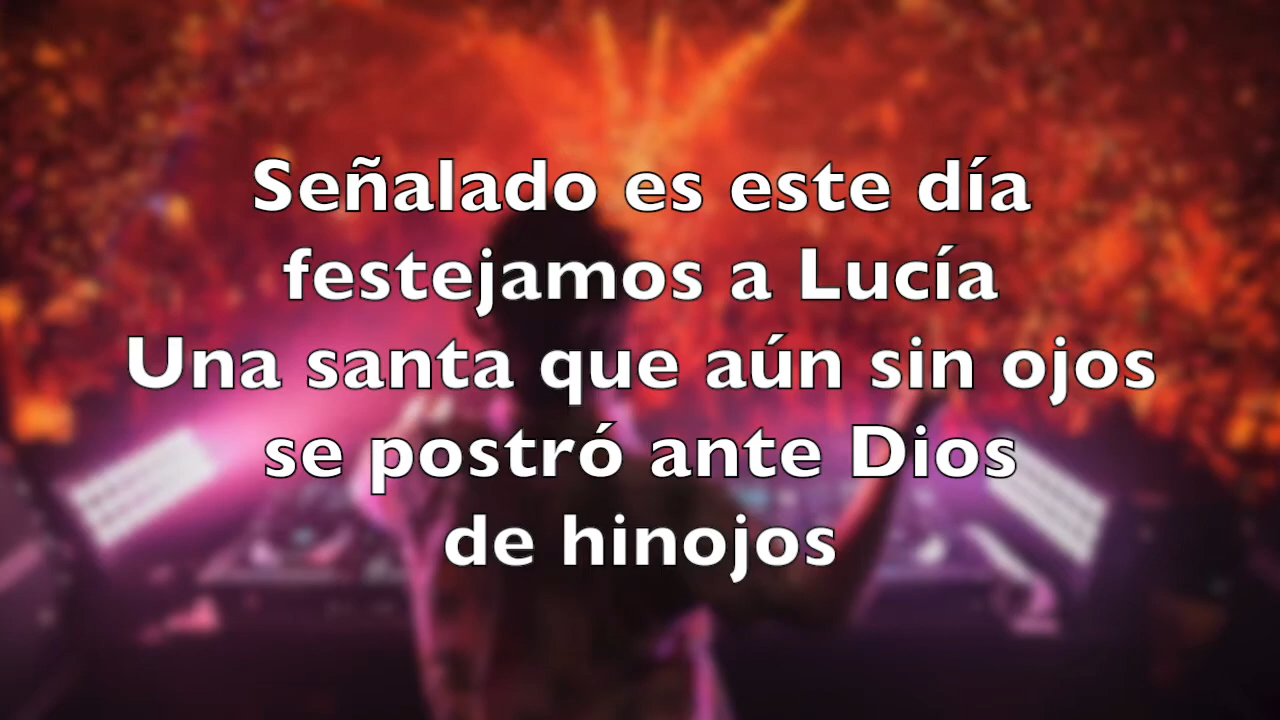 Señalado es este día
festejamos a Lucía
Una santa que aún sin ojos
se postró ante Dios
de hinojos